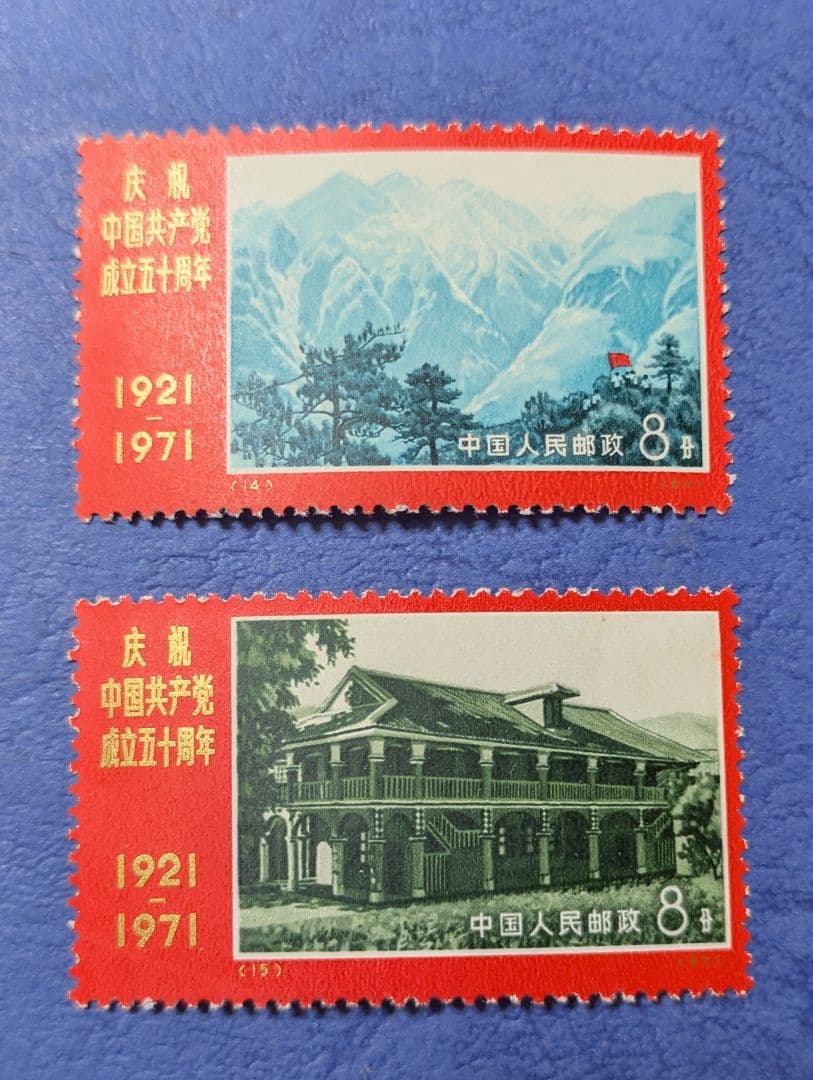 庆祝
中国共产党
成立五十周年
1921
–
1971
中国人民邮政 8分
(14)
庆祝
中国共产党
成立五十周年
1921
–
1971
中国人民邮政 8分
(15)